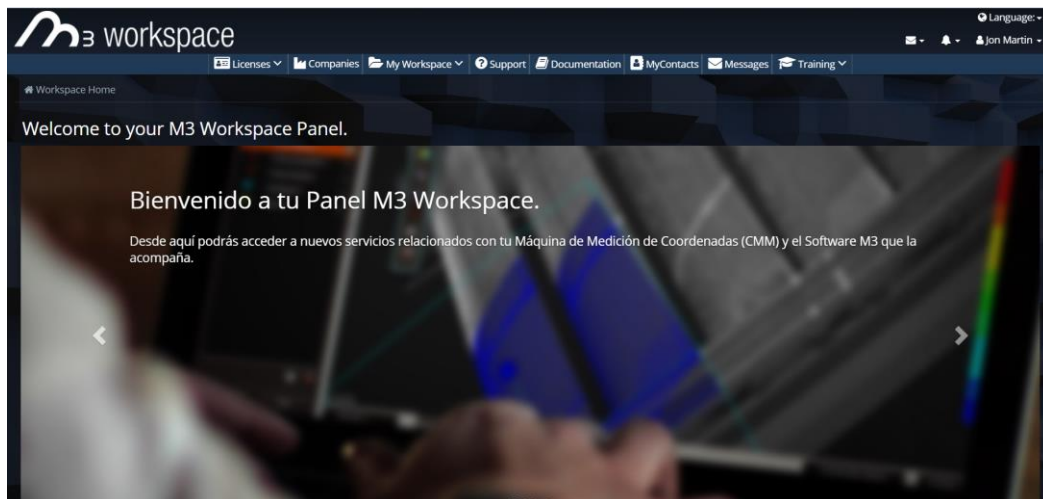 m3 workspace
Language:
Jon Martin
Licenses Companies My Workspace Support Documentation MyContacts Messages Training
Workspace Home
Welcome to your M3 Workspace Panel.
Bienvenido a tu Panel M3 Workspace.
Desde aquí podrás acceder a nuevos servicios relacionados con tu Máquina de Medición de Coordenadas (CMM) y el Software M3 que la
acompaña.